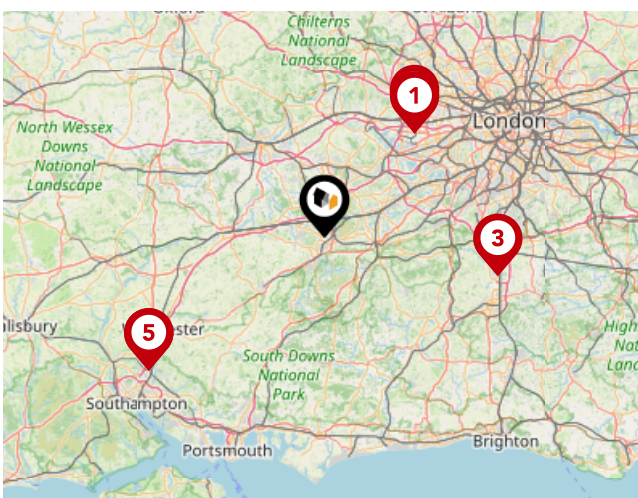 Chilterns
National
Landscape
1
London
North Wessex
Downs
National
Landscape
3
5
South Downs
National
Park
Southampton
Portsmouth
Brighton